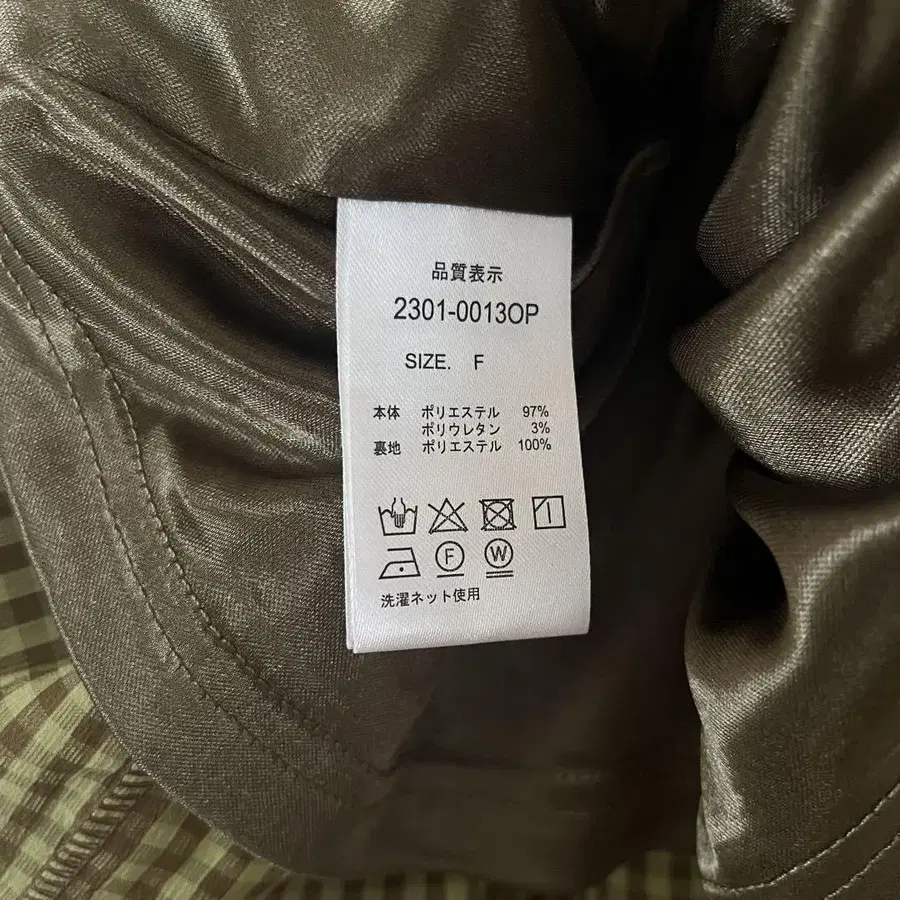 品質表示
2301-0013OP
SIZE. F
本体 ポリエステル 97%
ポリウレタン 3%
裏地 ポリエステル 100%
F W
洗濯ネット使用